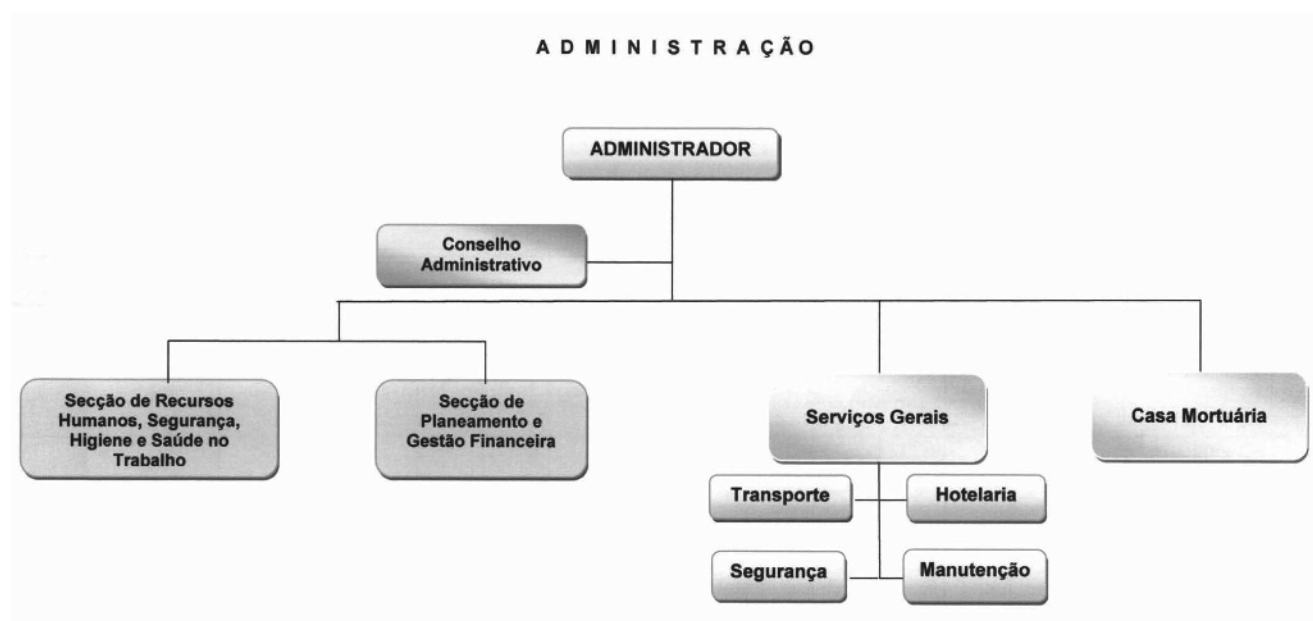 A D M I N I S T R A Ç Ã O
ADMINISTRADOR
Conselho
Administrativo
Secção de Recursos
Humanos, Segurança,
Higiene e Saúde no
Trabalho
Secção de
Planeamento e
Gestão Financeira
Serviços Gerais
Casa Mortuária
Transporte
Hotelaria
Segurança
Manutenção